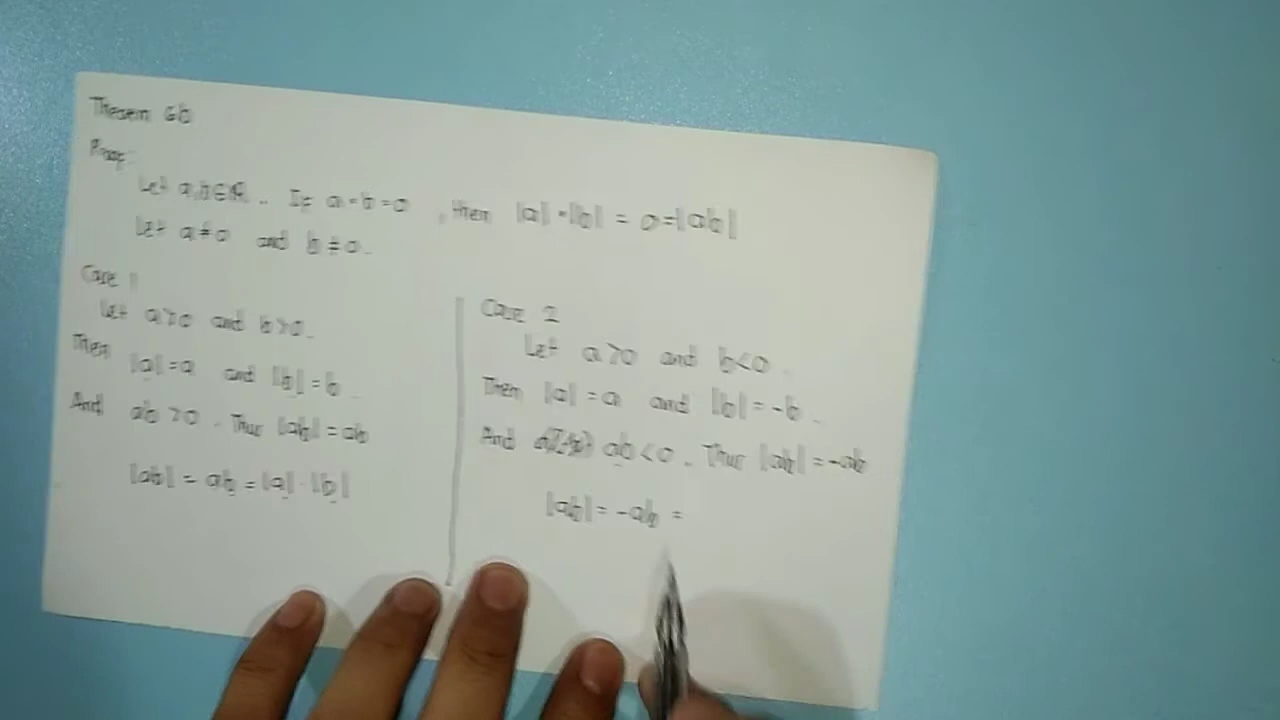 Theorem 6b
Proof:
Let a,b∈ℝ. If a=b=0, then |a|·|b| = 0=|ab|
Let a≠0 and b≠0.
Case 1
Let a>0 and b>0.
Then |a|=a and |b|=b.
And ab>0. Thus |ab|=ab
|ab| = ab = |a|·|b|
Case 2
Let a>0 and b<0.
Then |a|=a and |b|=-b.
And ab<0. Thus |ab|=-ab
|ab| = -ab =